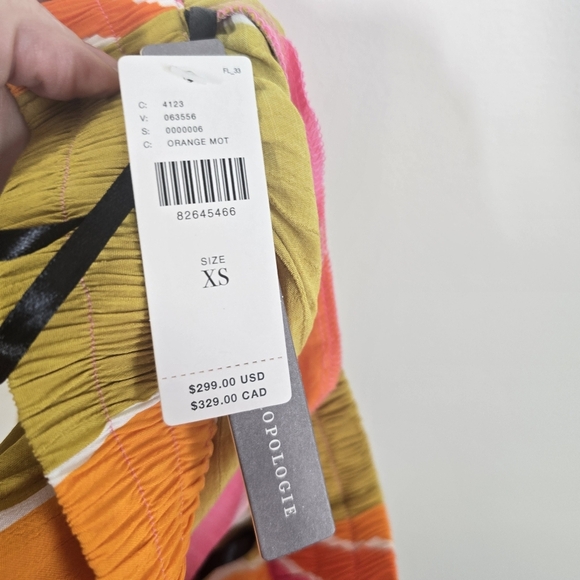 FL_33
C: 4123
V: 063556
S: 0000006
C: ORANGE MOT
82645466
SIZE
XS
$299.00 USD
$329.00 CAD
OPOLOGIE